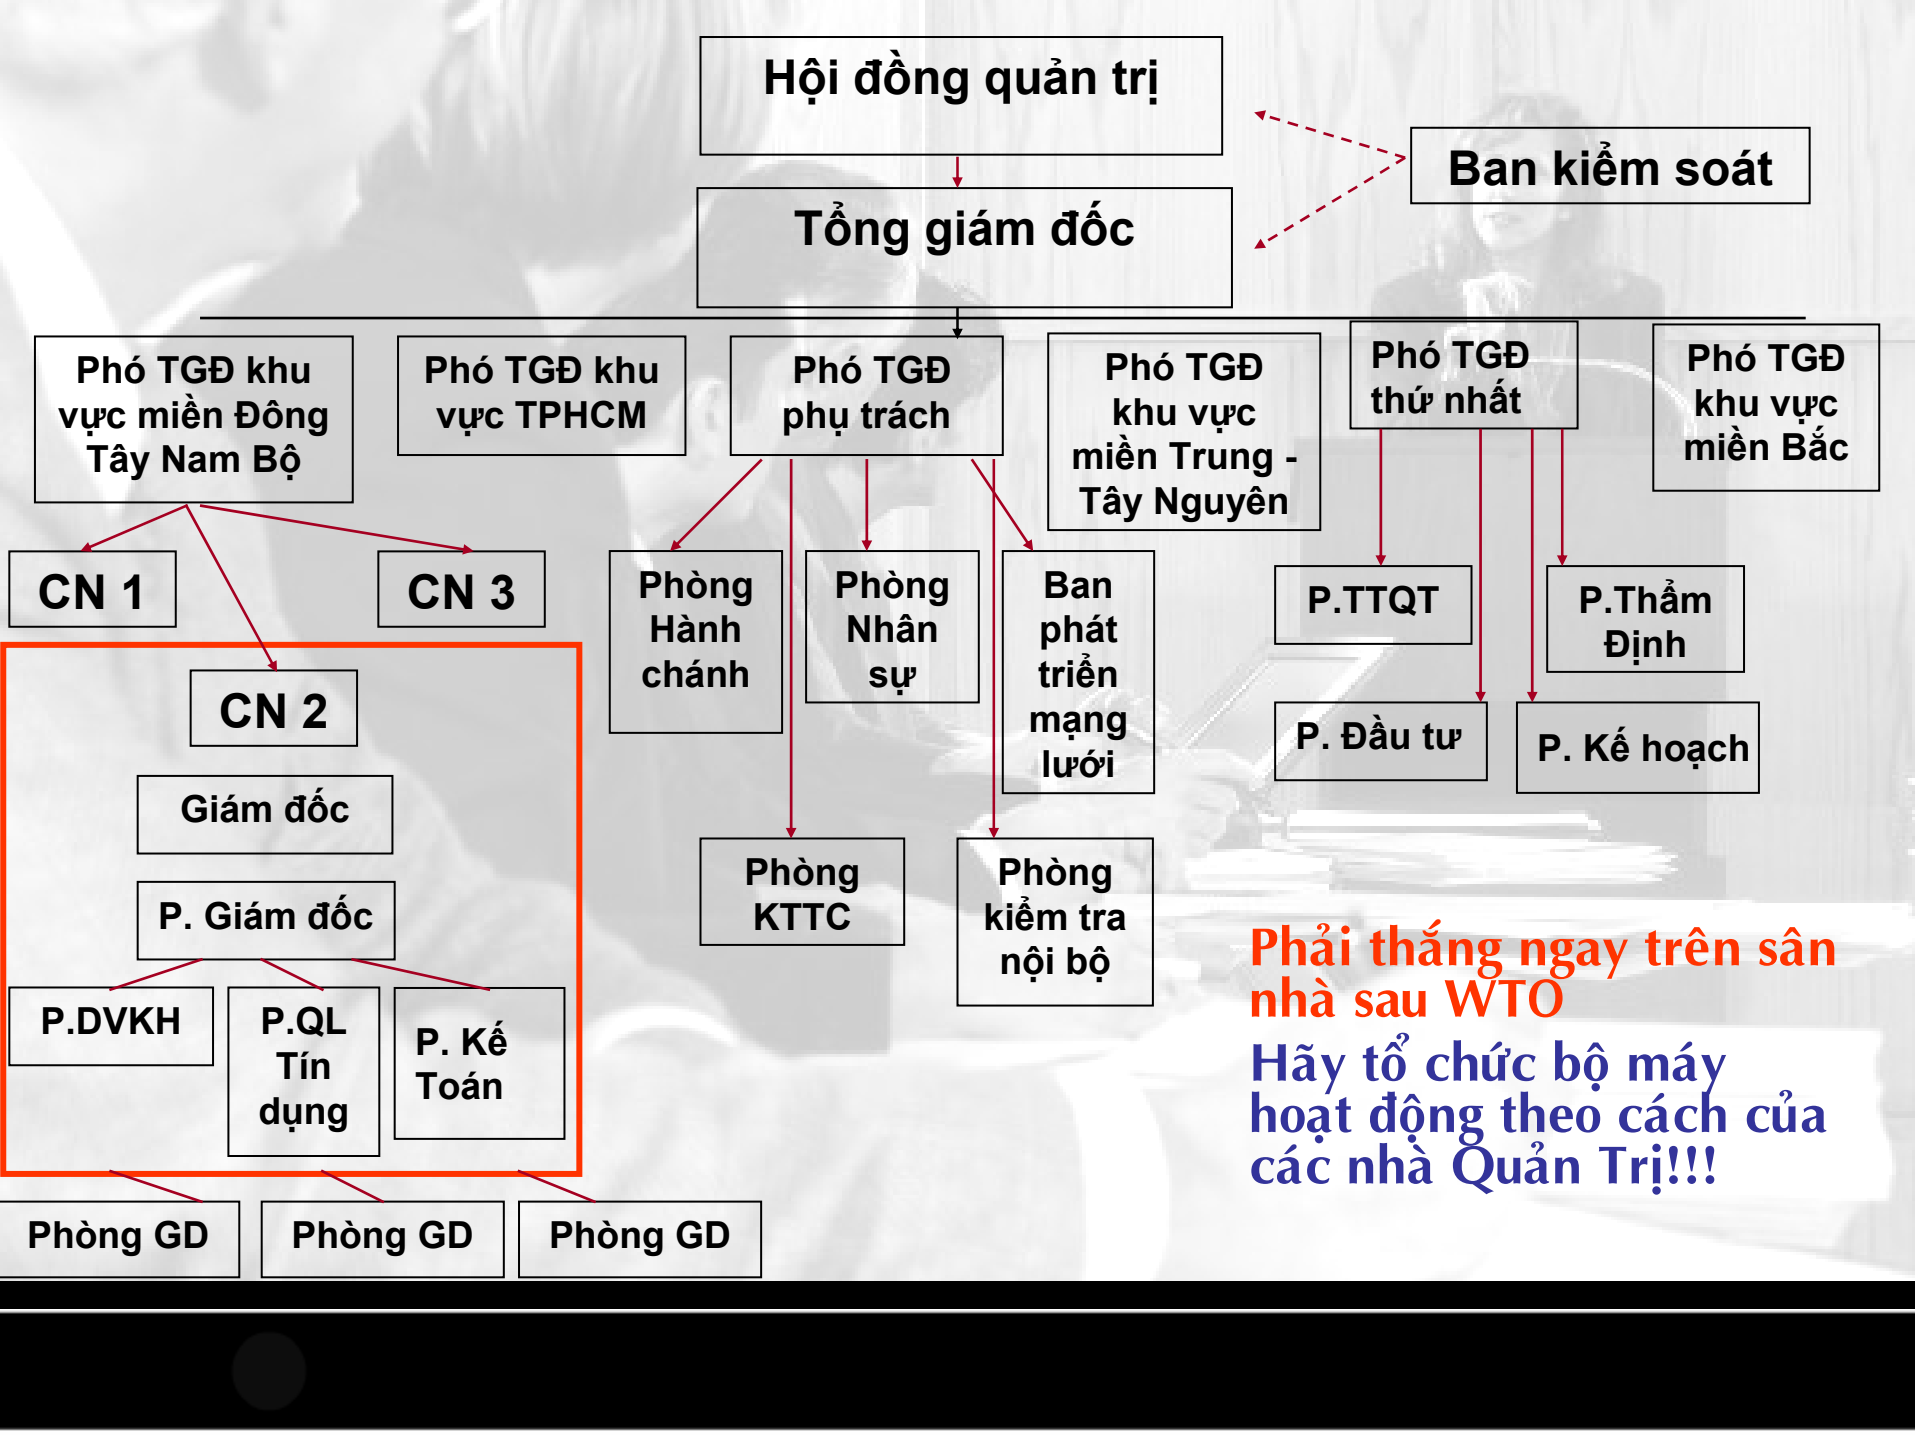 Hội đồng quản trị
Ban kiểm soát
Tổng giám đốc
Phó TGĐ khu
vực miền Đông
Tây Nam Bộ
Phó TGĐ khu
vực TPHCM
Phó TGĐ
phụ trách
Phó TGĐ
khu vực
miền Trung -
Tây Nguyên
Phó TGĐ
thứ nhất
Phó TGĐ
khu vực
miền Bắc
CN 1
CN 3
CN 2
Phòng
Hành
chánh
Phòng
Nhân
sự
Ban
phát
triển
mạng
lưới
P.TTQT
P.Thẩm
Định
P. Đầu tư
P. Kế hoạch
Giám đốc
P. Giám đốc
Phòng
KTTC
Phòng
kiểm tra
nội bộ
P.DVKH
P.QL
Tín
dụng
P. Kế
Toán
Phòng GD
Phòng GD
Phòng GD
Phải thắng ngay trên sân
nhà sau WTO
Hãy tổ chức bộ máy
hoạt động theo cách của
các nhà Quản Trị!!!